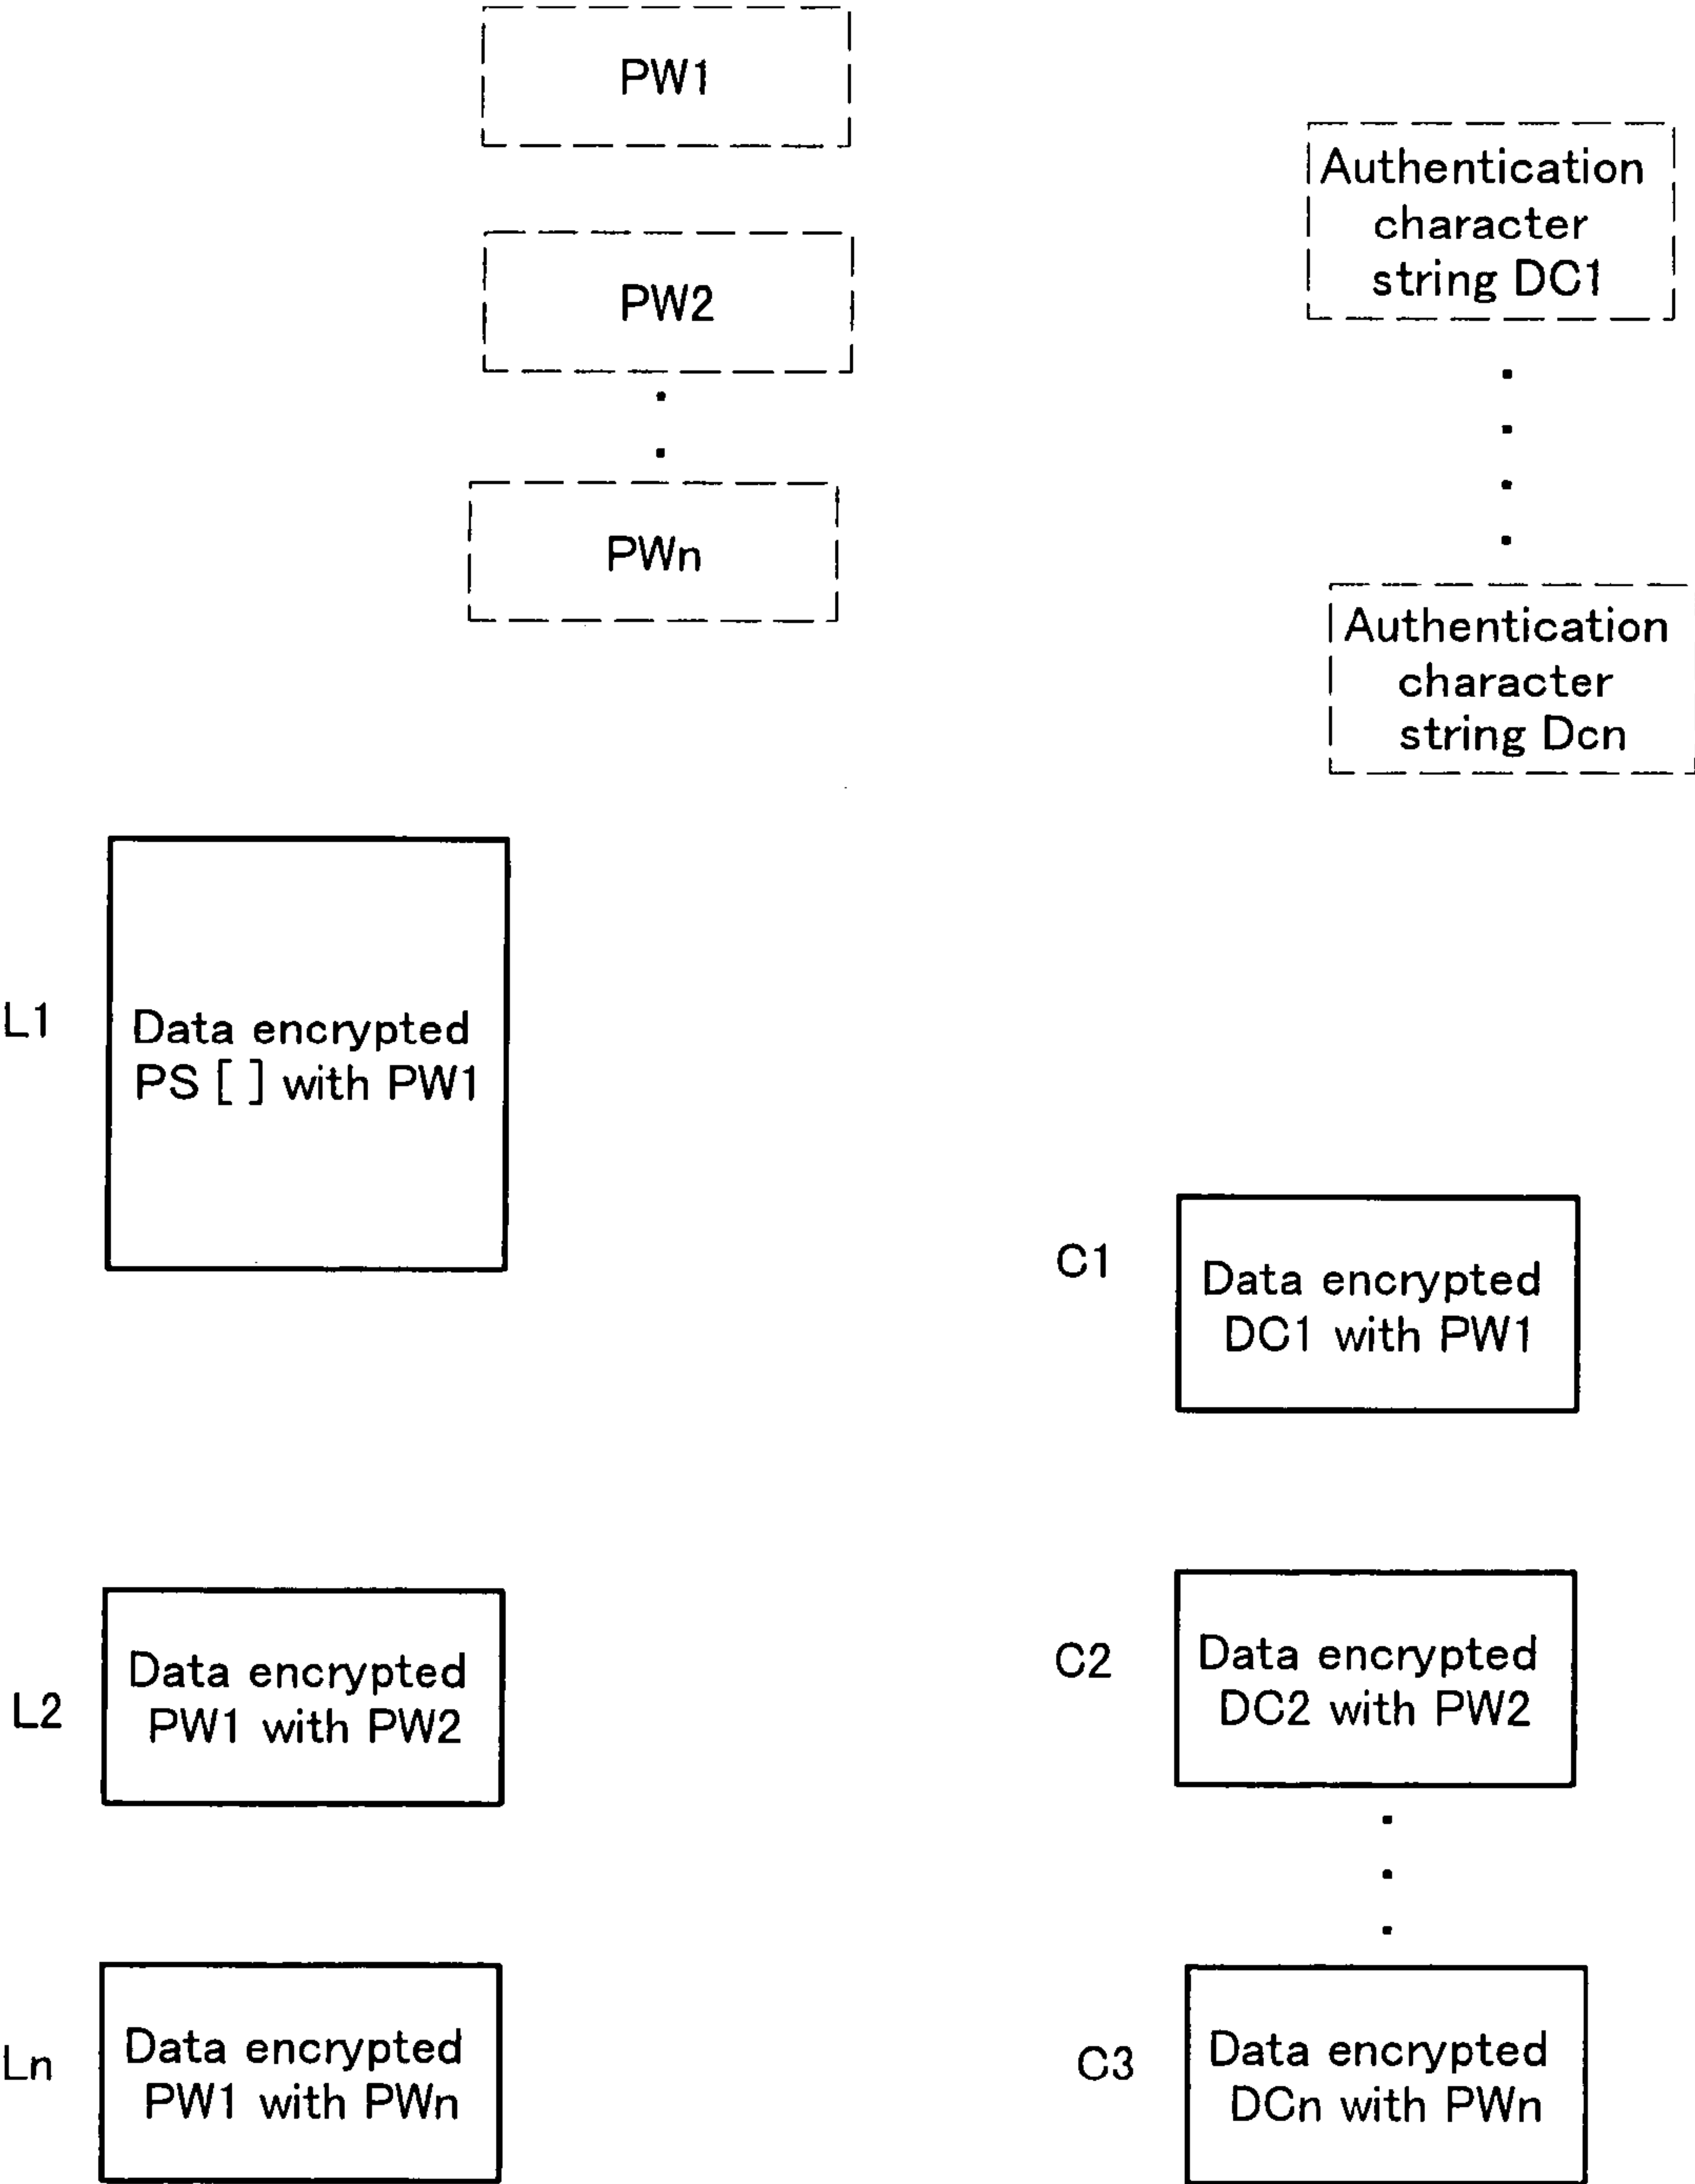 PW1
PW2
PWn
Authentication
character
string DC1
Authentication
character
string Dcn
L1
Data encrypted
PS [ ] with PW1
C1
Data encrypted
DC1 with PW1
L2
Data encrypted
PW1 with PW2
C2
Data encrypted
DC2 with PW2
Ln
Data encrypted
PW1 with PWn
C3
Data encrypted
DCn with PWn